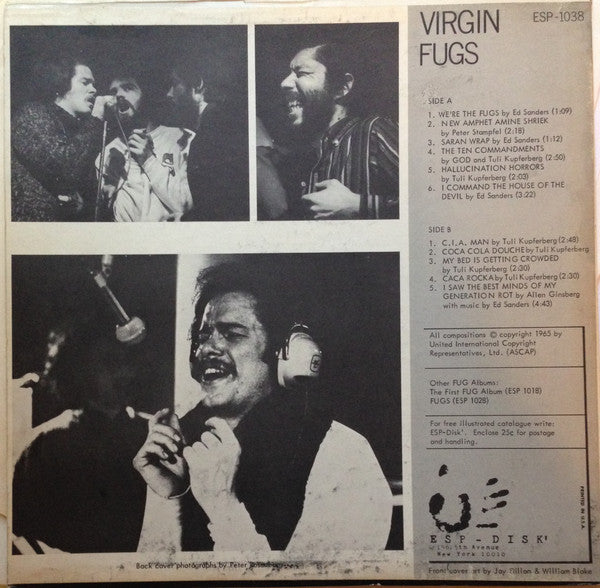 VIRGIN
FUGS
ESP-1038
SIDE A
1. WE'RE THE FUGS by Ed Sanders (1:09)
2. NEW AMPHET AMINE SHRIEK
by Peter Stampfel (2:18)
3. SARAN WRAP by Ed Sanders (1:12)
4. THE TEN COMMANDMENTS
by GOD and Tuli Kupferberg (2:50)
5. HALLUCINATION HORRORS
by Tuli Kupferberg (2:03)
6. I COMMAND THE HOUSE OF THE
DEVIL by Ed Sanders (3:22)
SIDE B
1. C.I.A. MAN by Tuli Kupferberg (2:48)
2. COCA COLA DOUCHE by Tuli Kupferberg
3. MY BED IS GETTING CROWDED
by Tuli Kupferberg (2:30)
4. CACA ROCKA by Tuli Kupferberg (2:30)
5. I SAW THE BEST MINDS OF MY
GENERATION ROT by Allen Ginsberg
with music by Ed Sanders (4:43)
All compositions © copyright 1965 by
United International Copyright
Representatives, Ltd. (ASCAP)
Other FUG Albums:
The First FUG Album (ESP 1018)
FUGS (ESP 1028)
For free illustrated catalogue write:
ESP-Disk'. Enclose 25c for postage
and handling.
ESP-DISK'
5th Avenue
New York 10010
PRINTED IN U.S.A.
Back cover photographs by Peter
Front cover art by Jay Dillon & William Blake